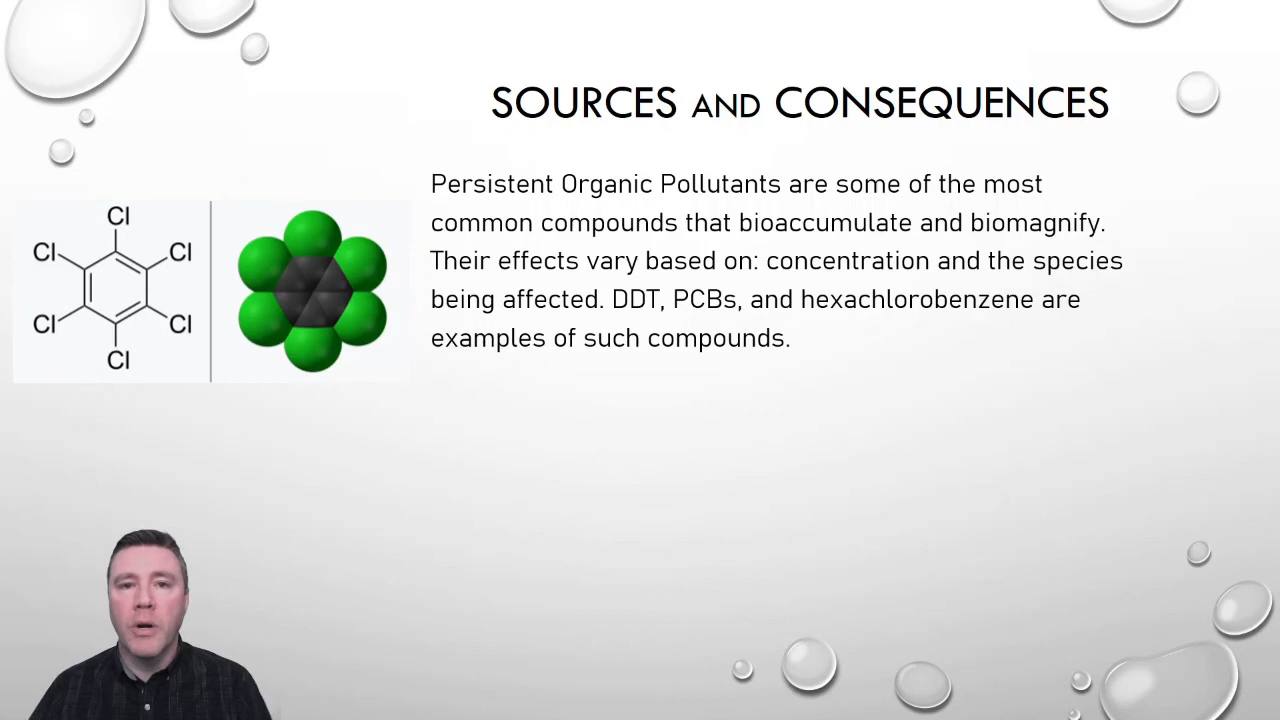 SOURCES AND CONSEQUENCES
Persistent Organic Pollutants are some of the most
common compounds that bioaccumulate and biomagnify.
Their effects vary based on: concentration and the species
being affected. DDT, PCBs, and hexachlorobenzene are
examples of such compounds.
Cl
Cl
Cl
Cl
Cl
Cl